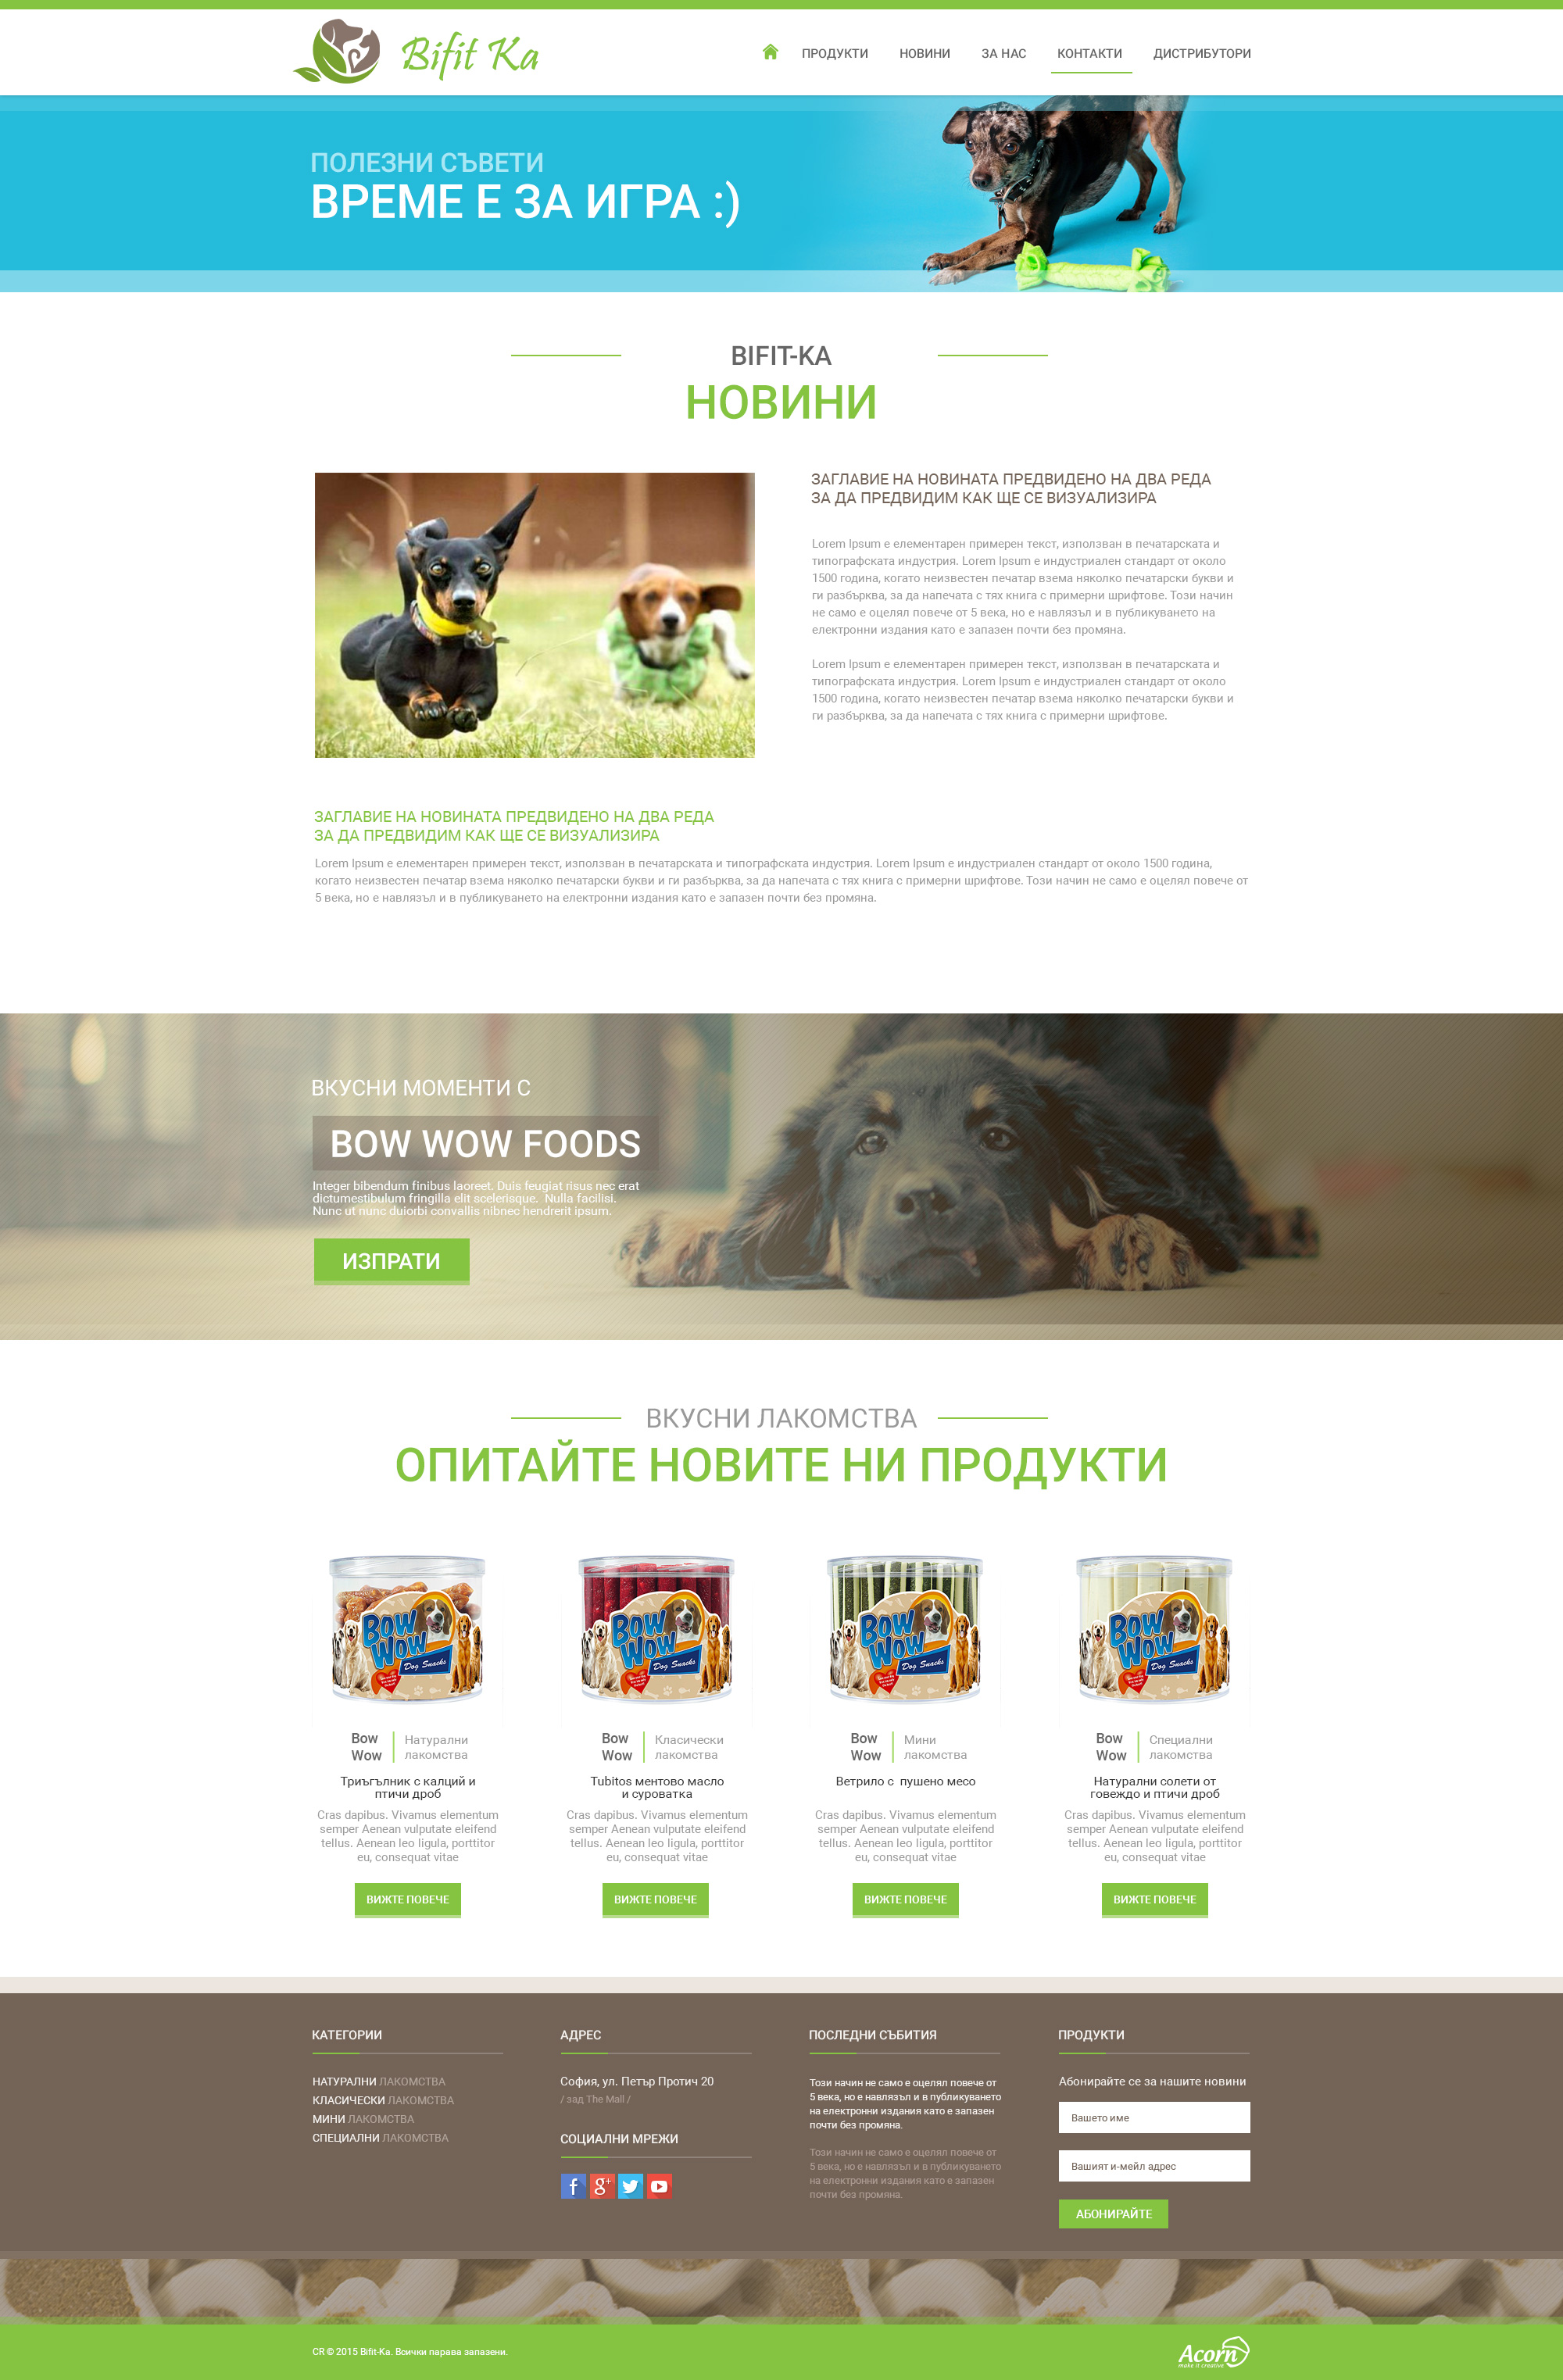 Bifit Ka
ПРОДУКТИ НОВИНИ ЗА НАС КОНТАКТИ ДИСТРИБУТОРИ
ПОЛЕЗНИ СЪВЕТИ
ВРЕМЕ Е ЗА ИГРА :)
BIFIT-KA
НОВИНИ
ЗАГЛАВИЕ НА НОВИНАТА ПРЕДВИДЕНО НА ДВА РЕДА
ЗА ДА ПРЕДВИДИМ КАК ЩЕ СЕ ВИЗУАЛИЗИРА
Lorem Ipsum е елементарен примерен текст, използван в печатарската и
типографската индустрия. Lorem Ipsum е индустриален стандарт от около
1500 година, когато неизвестен печатар взема няколко печатарски букви и
ги разбърква, за да напечата с тях книга с примерни шрифтове. Този начин
не само е оцелял повече от 5 века, но е навлязъл и в публикуването на
електронни издания като е запазен почти без промяна.
Lorem Ipsum е елементарен примерен текст, използван в печатарската и
типографската индустрия. Lorem Ipsum е индустриален стандарт от около
1500 година, когато неизвестен печатар взема няколко печатарски букви и
ги разбърква, за да напечата с тях книга с примерни шрифтове.
ЗАГЛАВИЕ НА НОВИНАТА ПРЕДВИДЕНО НА ДВА РЕДА
ЗА ДА ПРЕДВИДИМ КАК ЩЕ СЕ ВИЗУАЛИЗИРА
Lorem Ipsum е елементарен примерен текст, използван в печатарската и типографската индустрия. Lorem Ipsum е индустриален стандарт от около 1500 година,
когато неизвестен печатар взема няколко печатарски букви и ги разбърква, за да напечата с тях книга с примерни шрифтове. Този начин не само е оцелял повече от
5 века, но е навлязъл и в публикуването на електронни издания като е запазен почти без промяна.
ВКУСНИ МОМЕНТИ С
BOW WOW FOODS
Integer bibendum finibus laoreet. Duis feugiat risus nec erat
dictumestibulum fringilla elit scelerisque. Nulla facilisi.
Nunc ut nunc duiorbi convallis nibnec hendrerit ipsum.
ИЗПРАТИ
ВКУСНИ ЛАКОМСТВА
ОПИТАЙТЕ НОВИТЕ НИ ПРОДУКТИ
Bow Wow Dog Snacks
Bow Wow Натурални лакомства
Триъгълник с калций и
птичи дроб
Cras dapibus. Vivamus elementum
semper Aenean vulputate eleifend
tellus. Aenean leo ligula, porttitor
eu, consequat vitae
ВИЖТЕ ПОВЕЧЕ
Bow Wow Dog Snacks
Bow Wow Класически лакомства
Tubitos ментово масло
и суроватка
Cras dapibus. Vivamus elementum
semper Aenean vulputate eleifend
tellus. Aenean leo ligula, porttitor
eu, consequat vitae
ВИЖТЕ ПОВЕЧЕ
Bow Wow Dog Snacks
Bow Wow Мини лакомства
Ветрило с пушено месо
Cras dapibus. Vivamus elementum
semper Aenean vulputate eleifend
tellus. Aenean leo ligula, porttitor
eu, consequat vitae
ВИЖТЕ ПОВЕЧЕ
Bow Wow Dog Snacks
Bow Wow Специални лакомства
Натурални солети от
говеждо и птичи дроб
Cras dapibus. Vivamus elementum
semper Aenean vulputate eleifend
tellus. Aenean leo ligula, porttitor
eu, consequat vitae
ВИЖТЕ ПОВЕЧЕ
КАТЕГОРИИ
НАТУРАЛНИ ЛАКОМСТВА
КЛАСИЧЕСКИ ЛАКОМСТВА
МИНИ ЛАКОМСТВА
СПЕЦИАЛНИ ЛАКОМСТВА
АДРЕС
София, ул. Петър Протич 20
/ зад The Mall /
СОЦИАЛНИ МРЕЖИ
ПОСЛЕДНИ СЪБИТИЯ
Този начин не само е оцелял повече от
5 века, но е навлязъл и в публикуването
на електронни издания като е запазен
почти без промяна.
Този начин не само е оцелял повече от
5 века, но е навлязъл и в публикуването
на електронни издания като е запазен
почти без промяна.
ПРОДУКТИ
Абонирайте се за нашите новини
Вашето име
Вашият и-мейл адрес
АБОНИРАЙТЕ
CR © 2015 Bifit-Ka. Всички парава запазени.
Acorn
make it creative